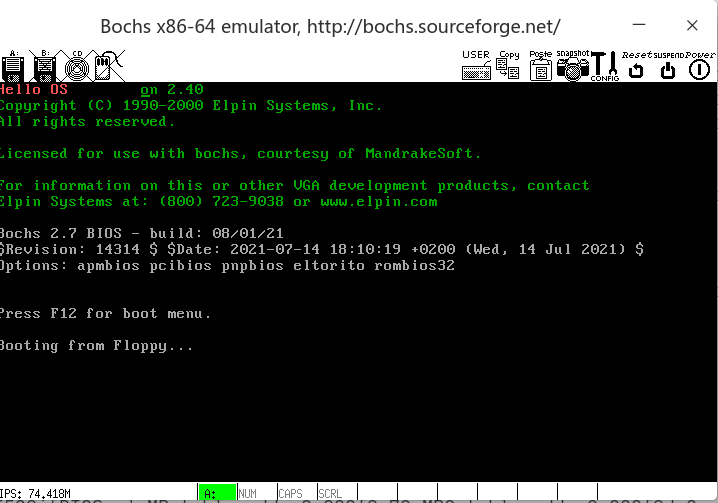 Bochs x86-64 emulator, http://bochs.sourceforge.net/
A: B: CD USER Copy Paste snapshot CONFIG Reset SUSPEND Power
Hello OS on 2.40
Copyright (C) 1990-2000 Elpin Systems, Inc.
All rights reserved.
Licensed for use with bochs, courtesy of MandrakeSoft.
For information on this or other VGA development products, contact
Elpin Systems at: (800) 723-9038 or www.elpin.com
Bochs 2.7 BIOS - build: 08/01/21
$Revision: 14314 $ $Date: 2021-07-14 18:10:19 +0200 (Wed, 14 Jul 2021) $
Options: apmbios pcibios pnpbios eltorito rombios32
Press F12 for boot menu.
Booting from Floppy...
IPS: 74.418M A: NUM CAPS SCRL